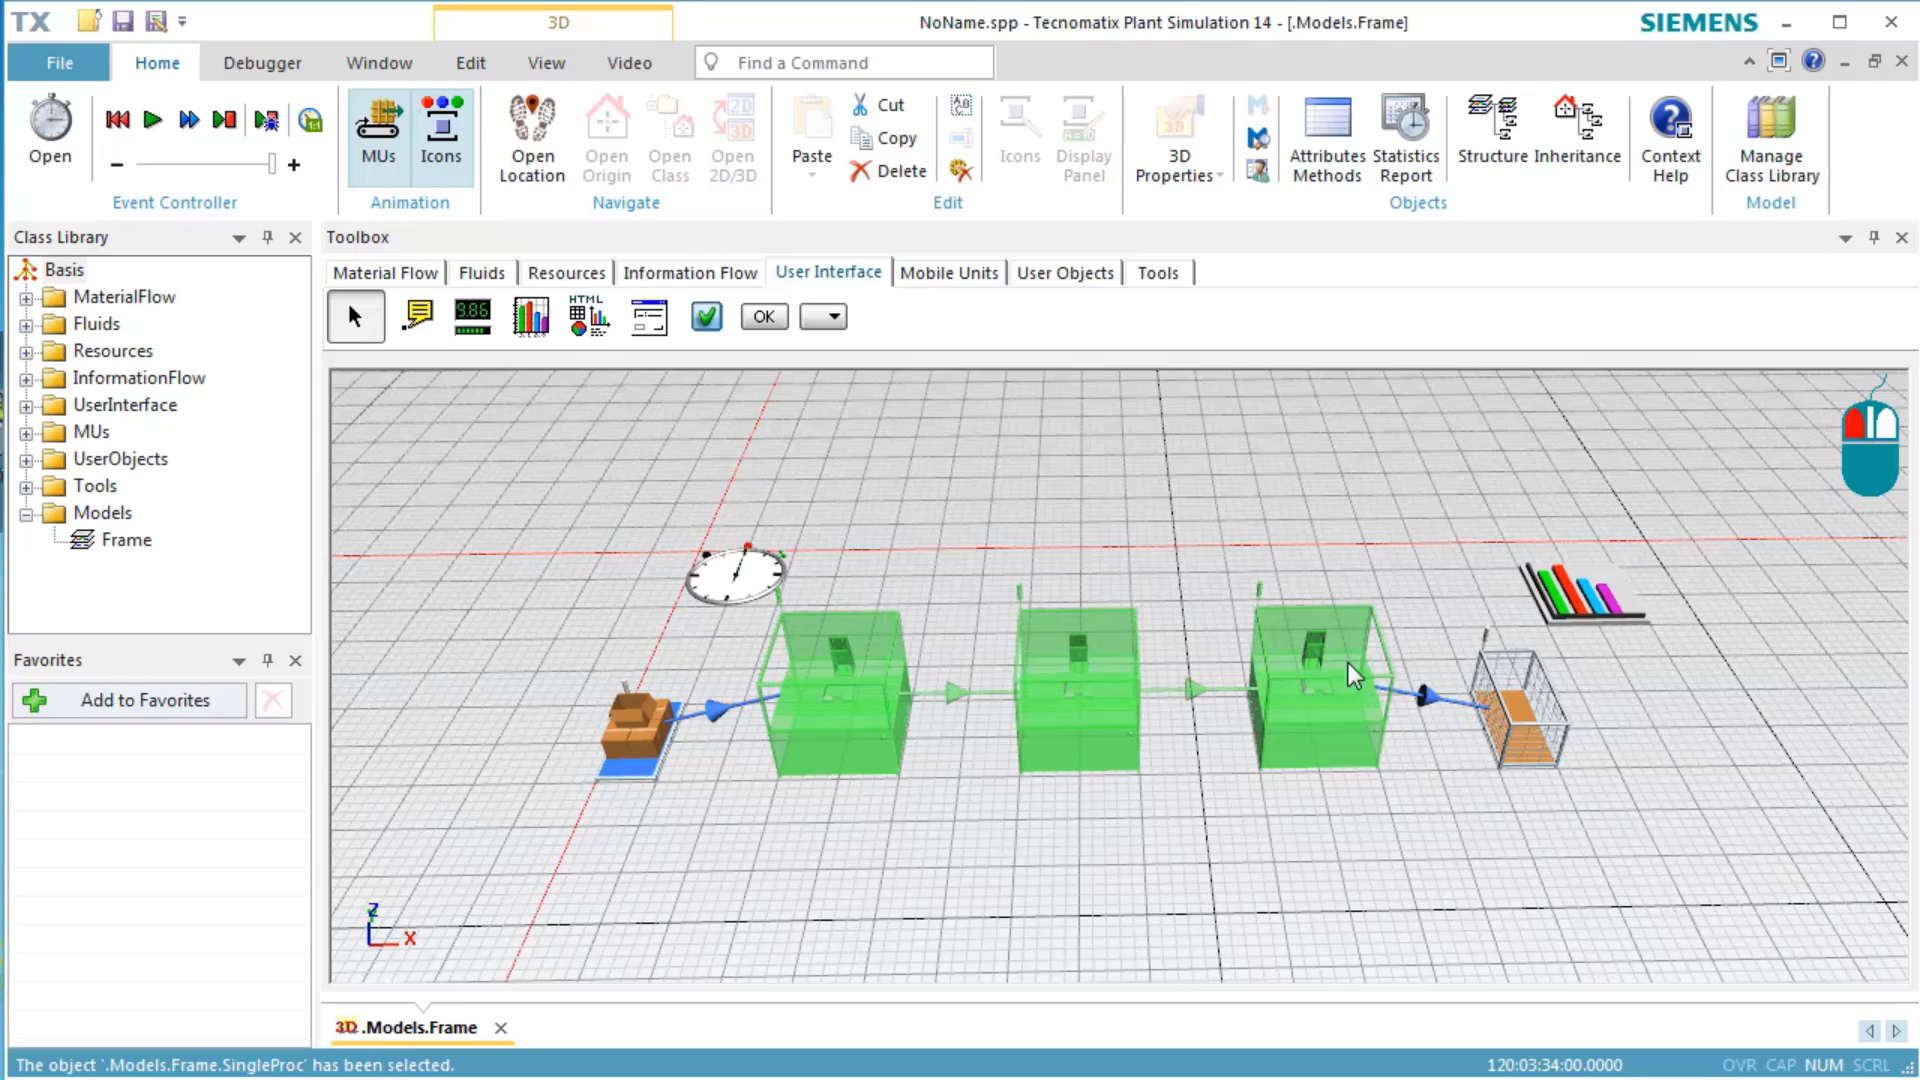 TX
3D
NoName.spp - Tecnomatix Plant Simulation 14 - [.Models.Frame]
SIEMENS
File
Home
Debugger
Window
Edit
View
Video
Find a Command
Open
Event Controller
MUs
Icons
Animation
Open Location
Open Origin
Open Class
Open 2D/3D
Navigate
Paste
Cut
Copy
Delete
Icons
Display Panel
Edit
3D Properties
Attributes Methods
Statistics Report
Structure
Inheritance
Objects
Context Help
Manage Class Library
Model
Class Library
Basis
MaterialFlow
Fluids
Resources
InformationFlow
UserInterface
MUs
UserObjects
Tools
Models
Frame
Favorites
Add to Favorites
Toolbox
Material Flow
Fluids
Resources
Information Flow
User Interface
Mobile Units
User Objects
Tools
9.86
HTML
OK
Z
X
3D .Models.Frame
The object '.Models.Frame.SingleProc' has been selected.
120:03:34:00.0000
OVR CAP NUM SCRL